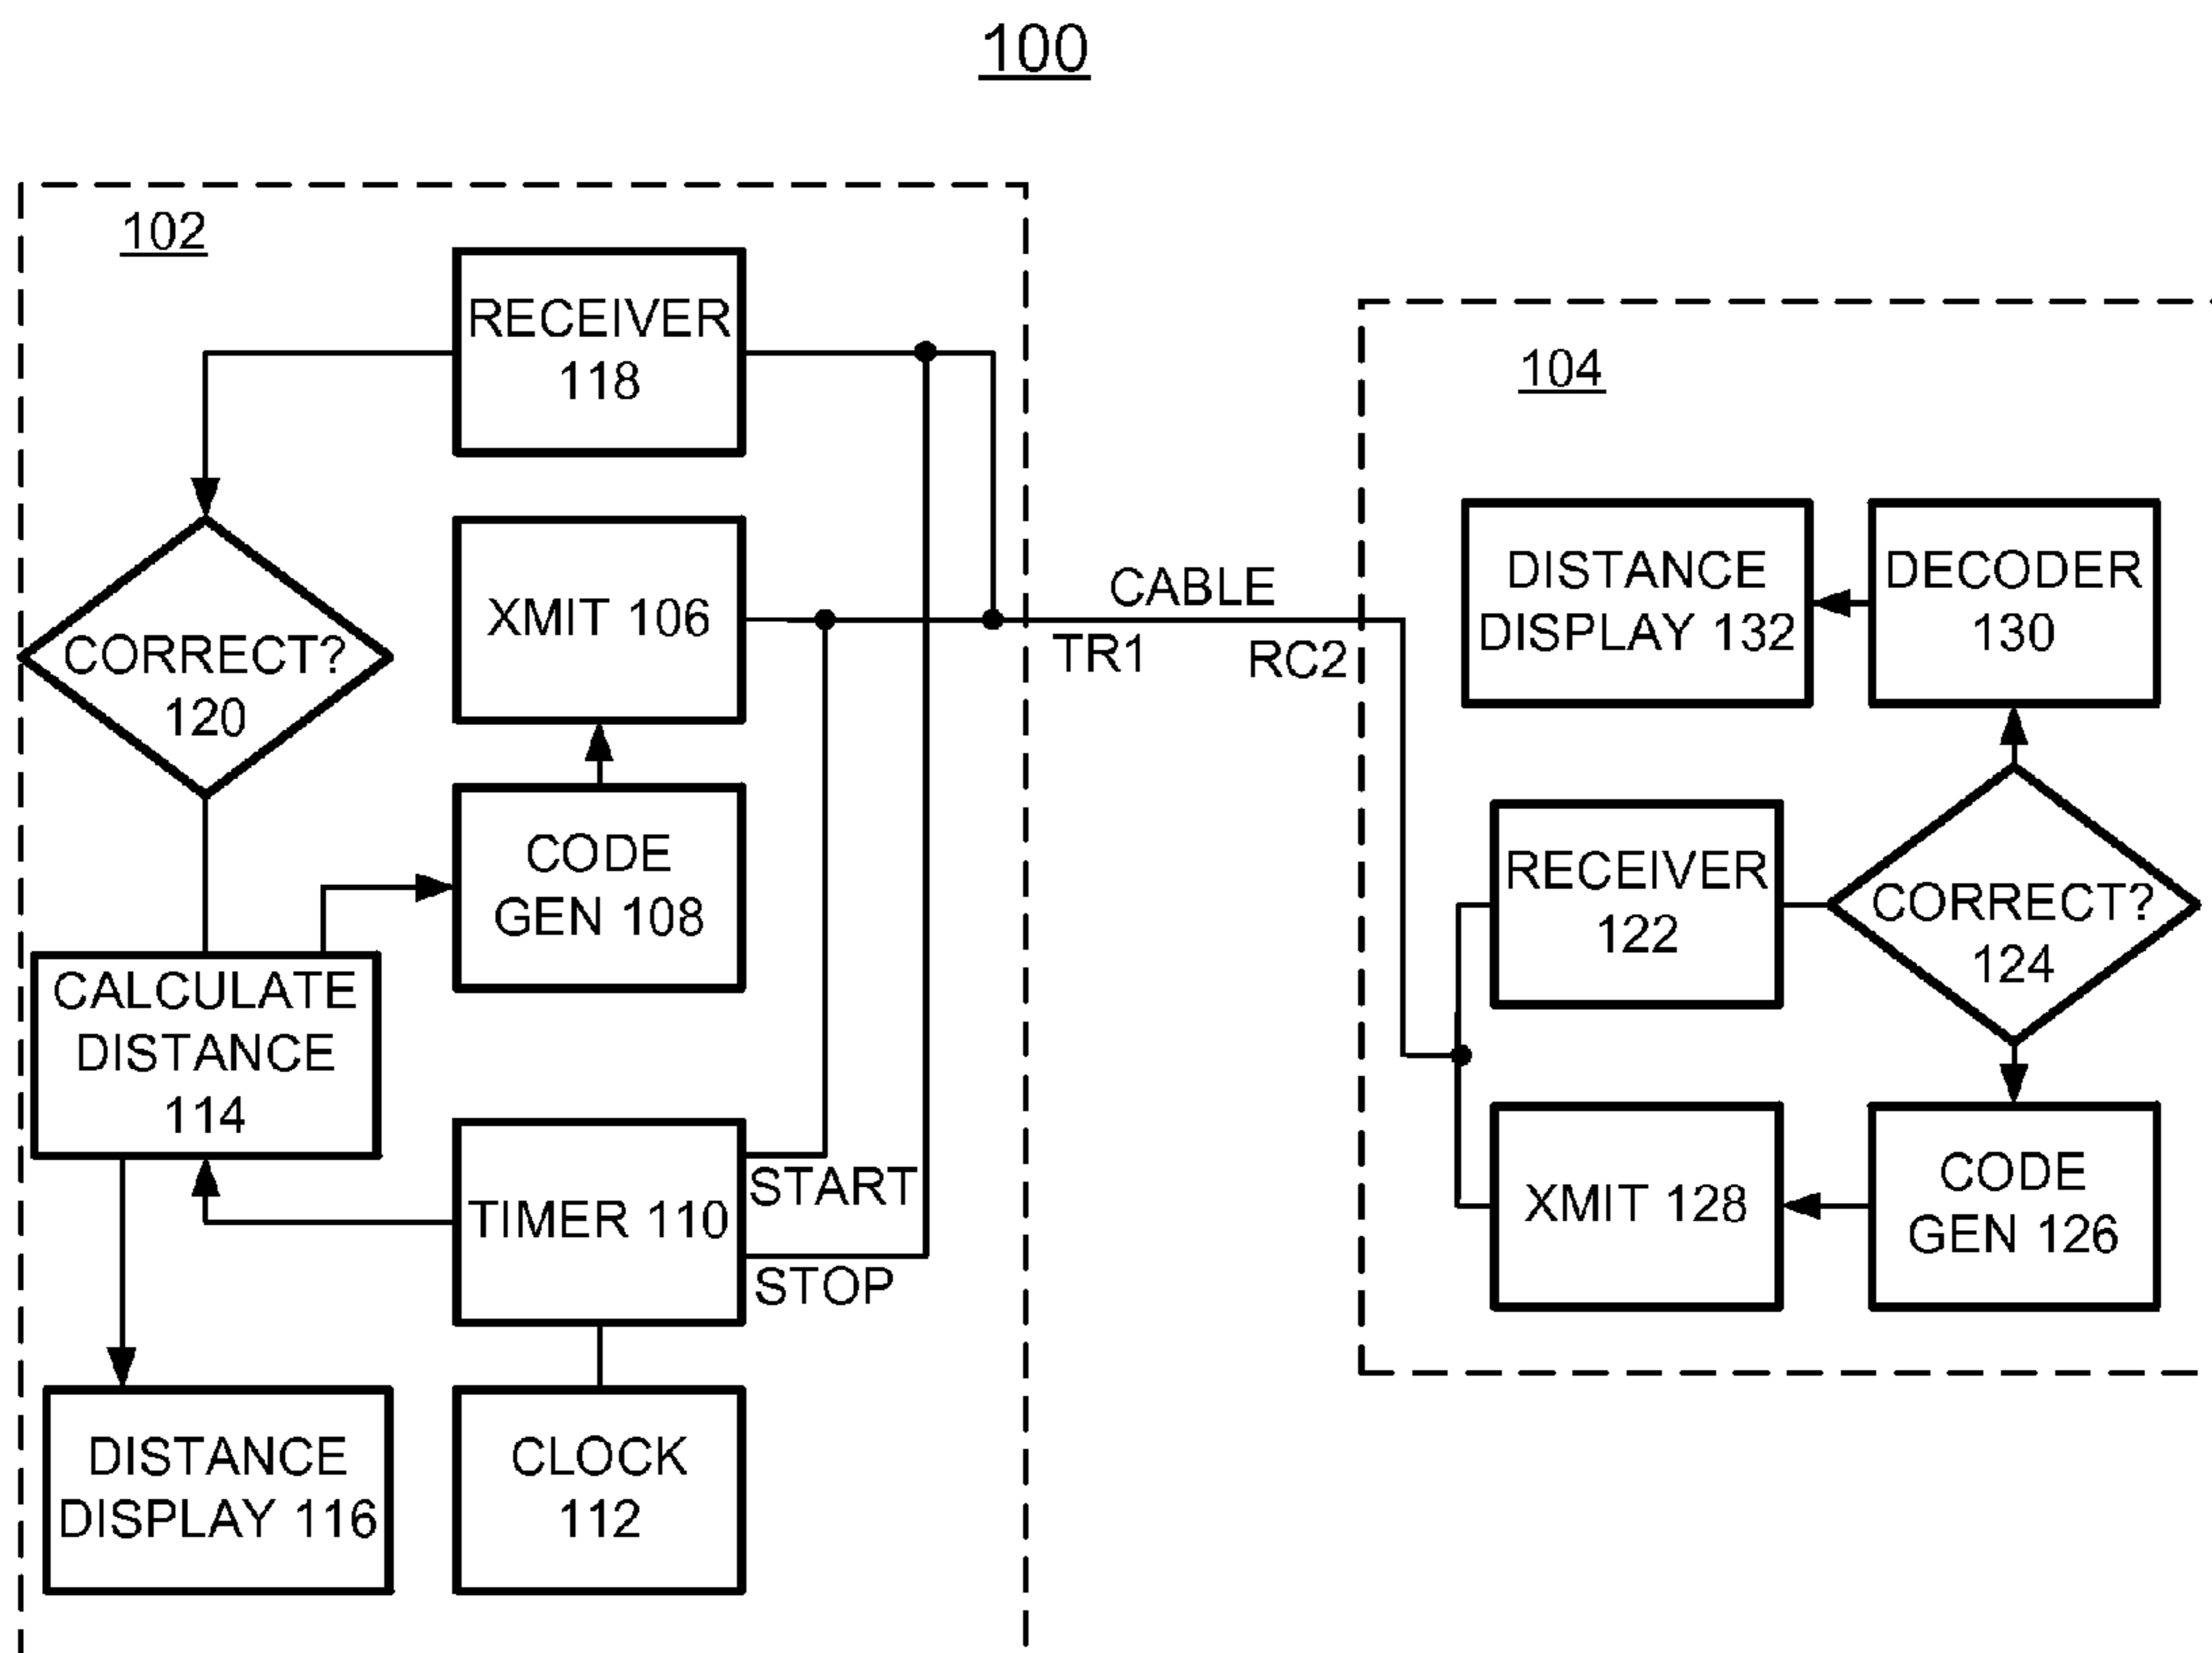 100
102
RECEIVER
118
104
XMIT 106
CABLE
TR1
RC2
DISTANCE
DISPLAY 132
DECODER
130
CORRECT?
120
CODE
GEN 108
RECEIVER
122
CORRECT?
124
CALCULATE
DISTANCE
114
TIMER 110
START
STOP
XMIT 128
CODE
GEN 126
DISTANCE
DISPLAY 116
CLOCK
112